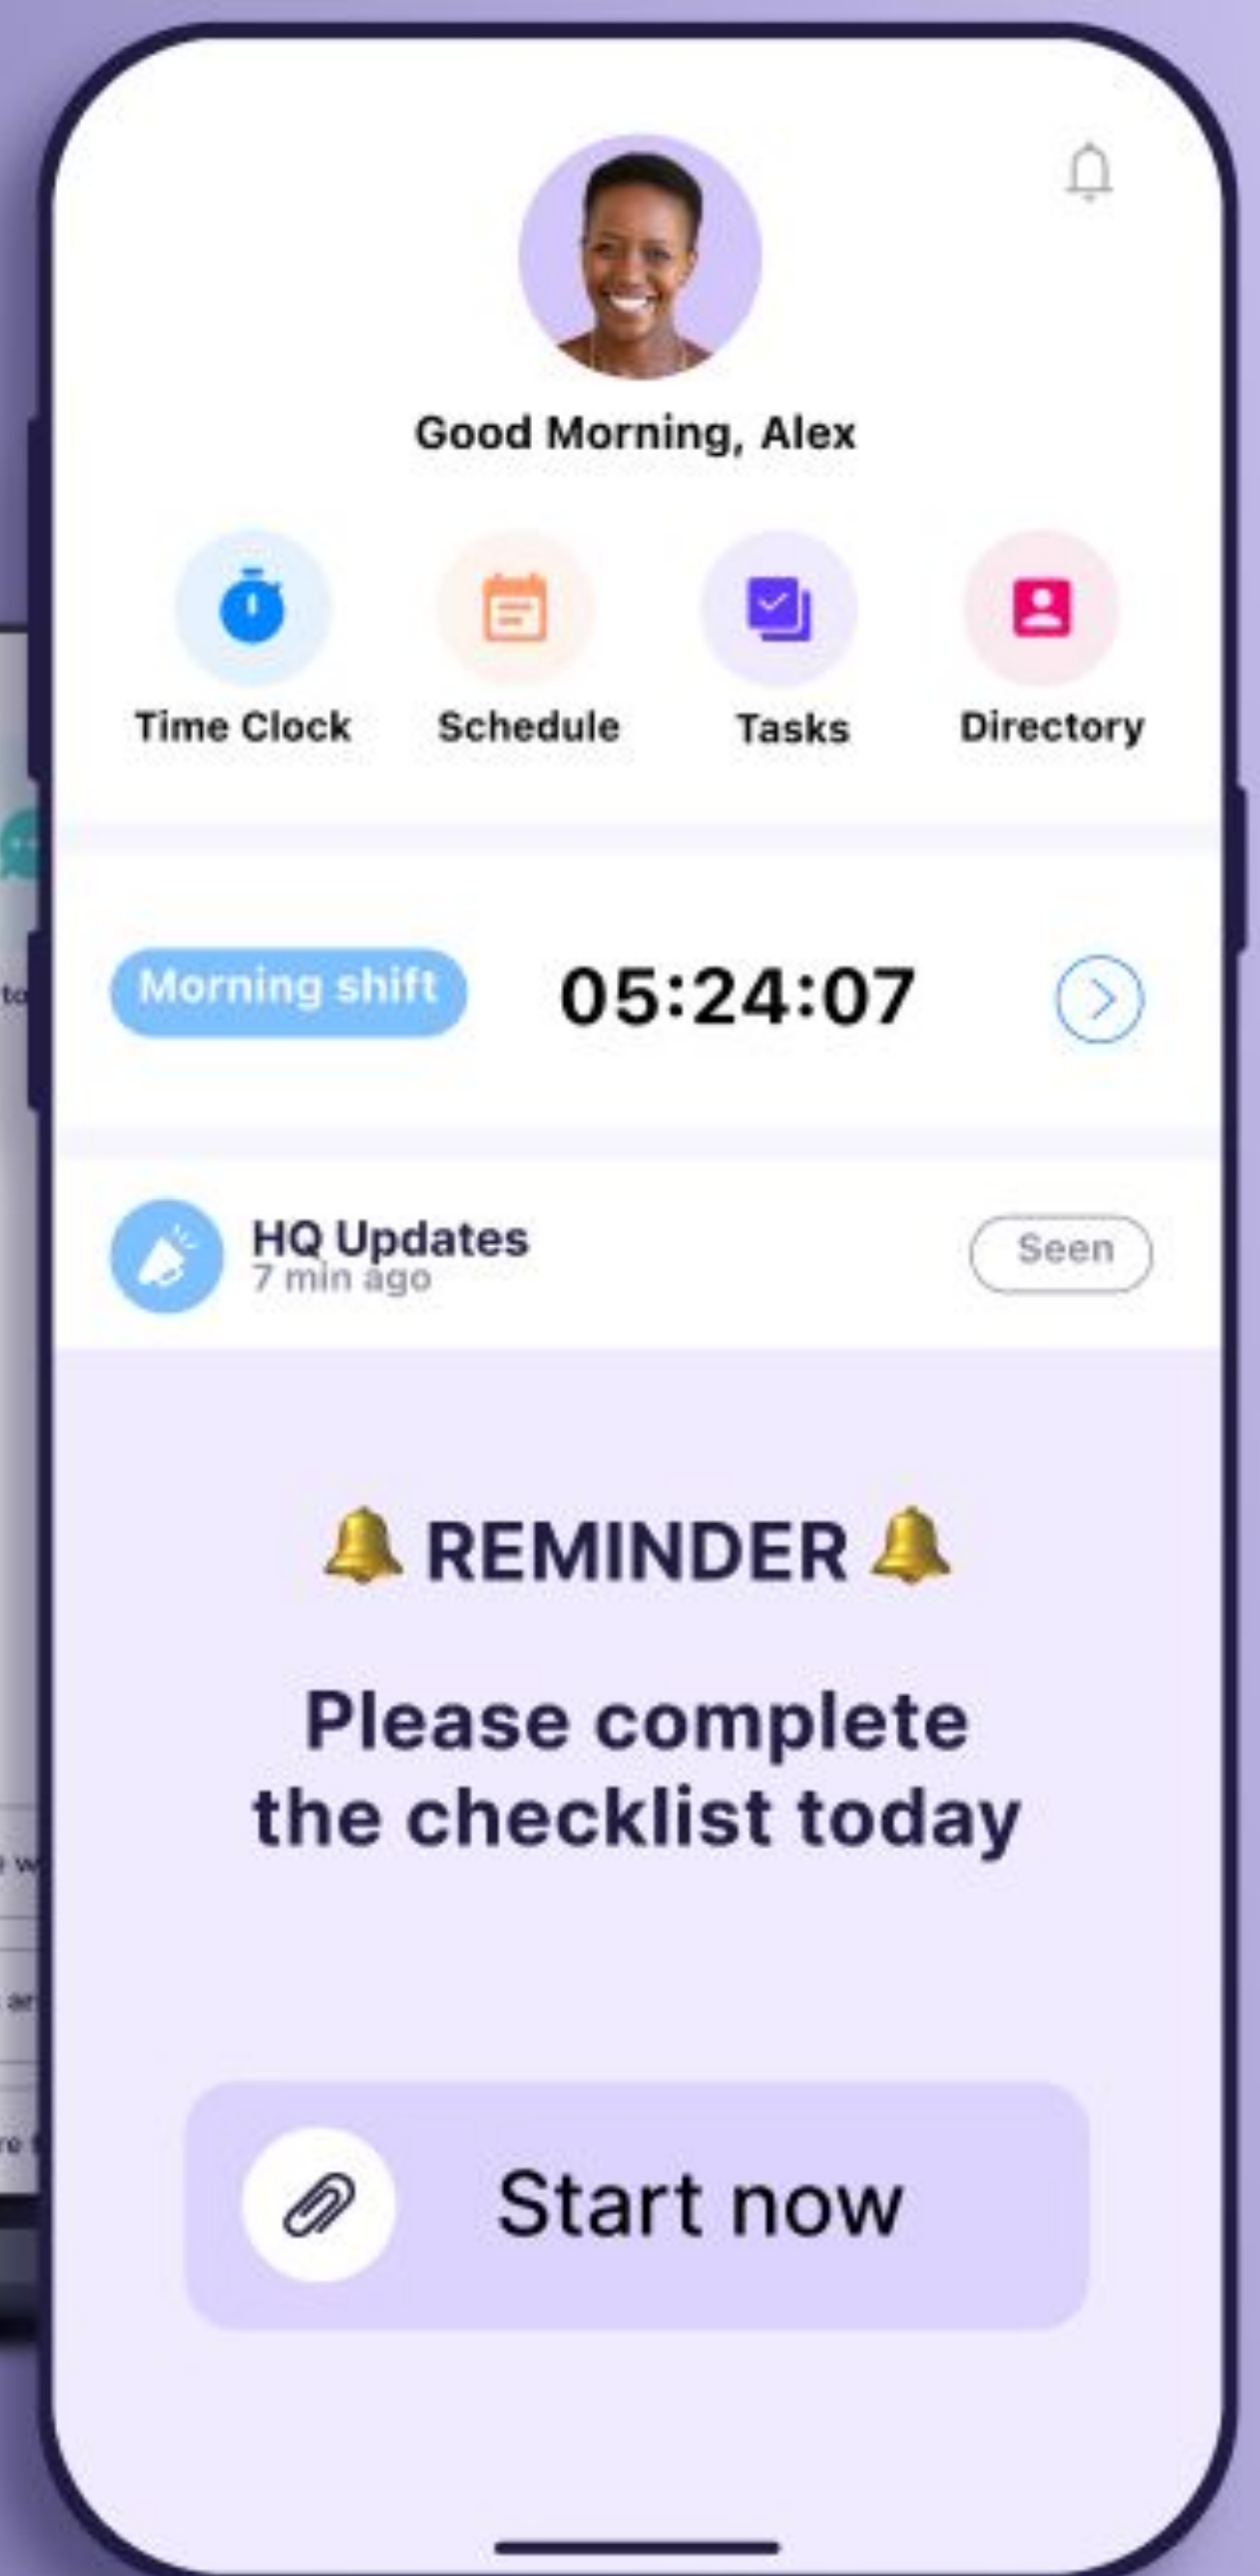 Good Morning, Alex
Time Clock Schedule Tasks Directory
Morning shift 05:24:07
HQ Updates Seen
7 min ago
REMINDER
Please complete
the checklist today
Start now
to